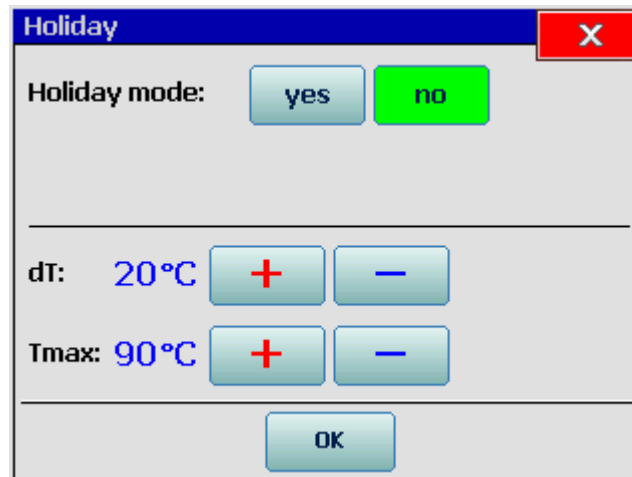 Holiday X
Holiday mode: yes no
dT: 20°C + −
Tmax: 90°C + −
OK